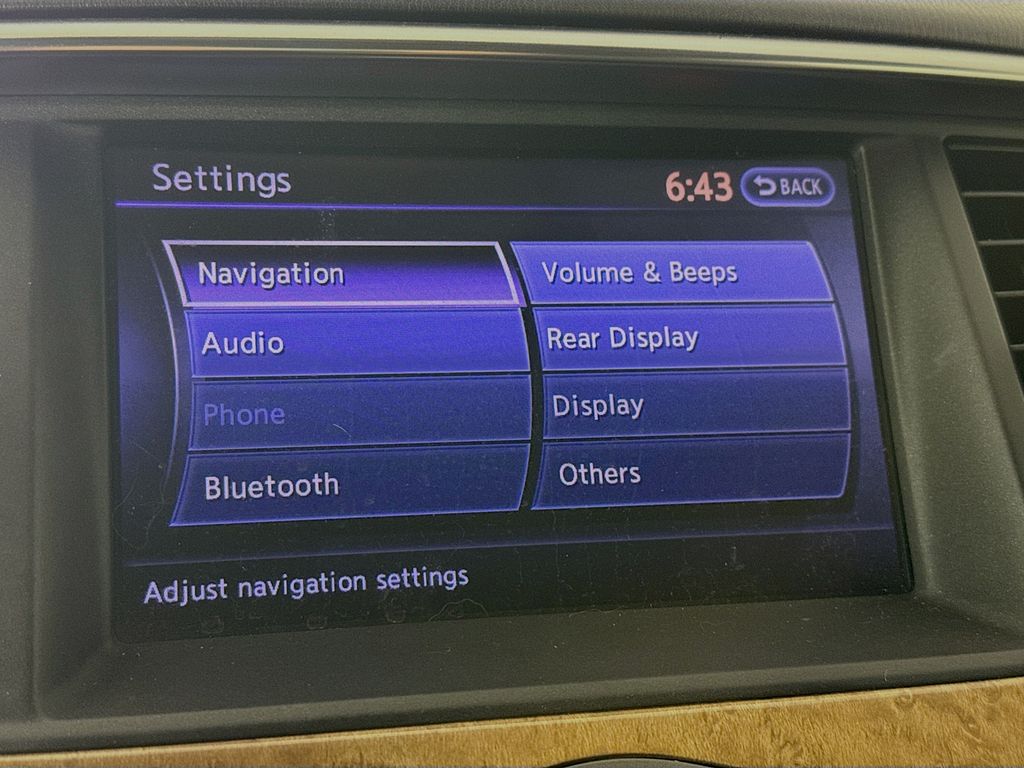 Settings
6:43
BACK
Navigation
Volume & Beeps
Audio
Rear Display
Phone
Display
Bluetooth
Others
Adjust navigation settings